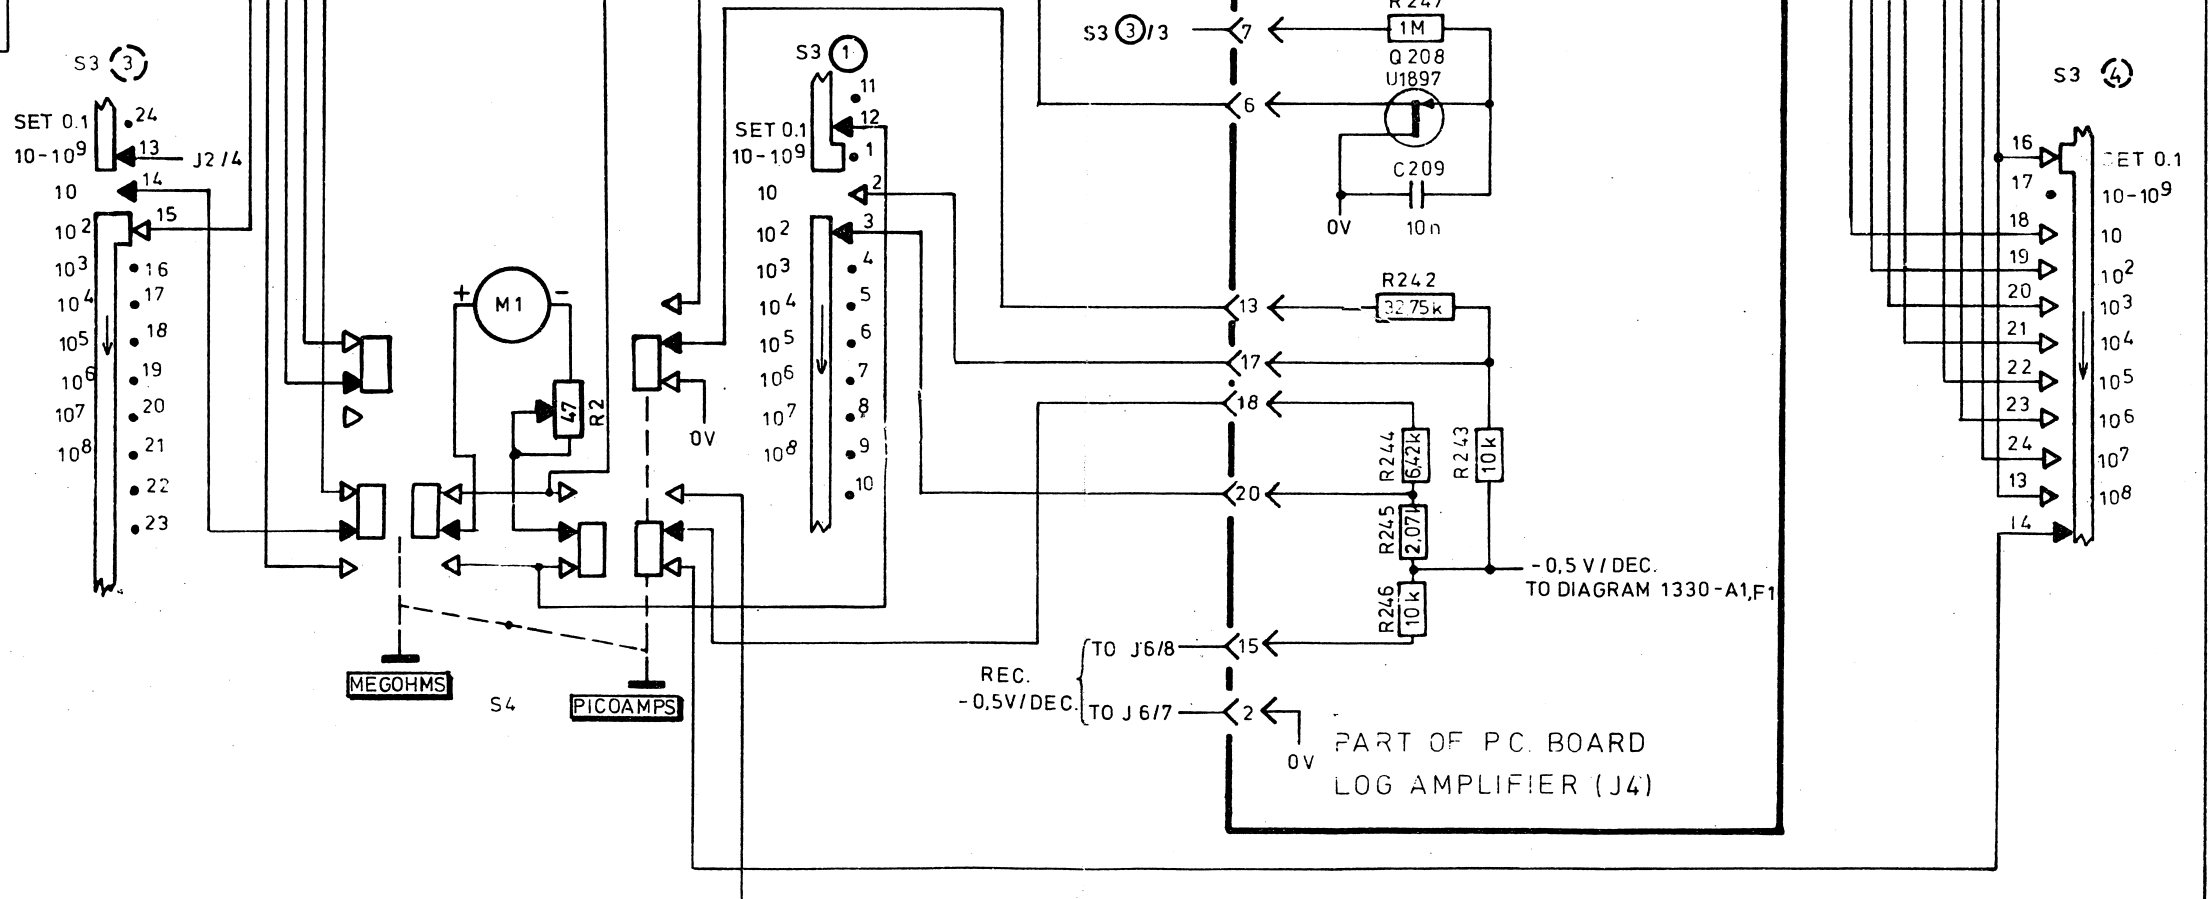 S3 3
SET 0.1
24
10-10⁹
13
J2/4
10
14
10²
15
10³
16
10⁴
17
10⁵
18
10⁶
19
10⁷
20
10⁸
21
22
23
+ M1 -
47
R2
0V
MEGOHMS
S4
PICOAMPS
S3 1
11
SET 0.1
12
10-10⁹
1
10
2
10²
3
10³
4
10⁴
5
10⁵
6
10⁶
7
10⁷
8
10⁸
9
10
S3 3/3
7
R247
1M
Q208
U1897
6
C209
0V
10n
R242
13
32.75k
17
18
R244
6,42k
R243
10k
20
R245
2,07k
-0,5 V/DEC.
TO DIAGRAM 1330-A1,F1
R246
10k
TO J6/8
15
REC.
-0,5V/DEC.
TO J6/7
2
0V
PART OF P.C. BOARD
LOG AMPLIFIER (J4)
S3 4
16
SET 0.1
17
10-10⁹
18
10
19
10²
20
10³
21
10⁴
22
10⁵
23
10⁶
24
10⁷
13
10⁸
14